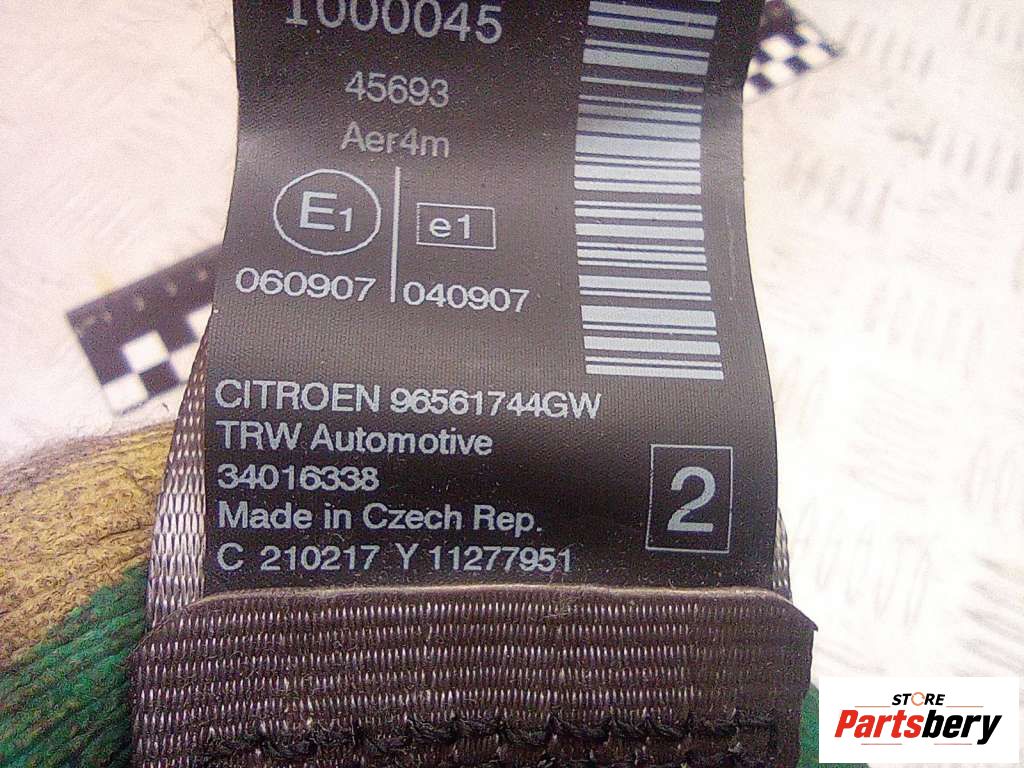 1000045
45693
Aer4m
E1
e1
060907
040907
CITROEN 96561744GW
TRW Automotive
34016338
Made in Czech Rep.
C 210217 Y 11277951
2
STORE
Partsbery